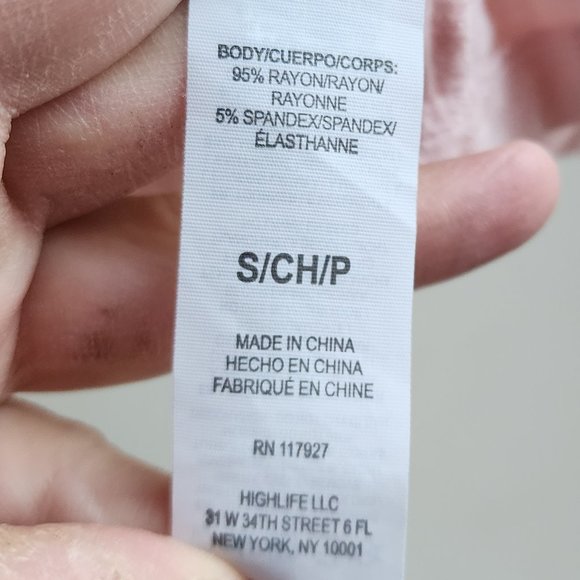 BODY/CUERPO/CORPS:
95% RAYON/RAYON/
RAYONNE
5% SPANDEX/SPANDEX/
ÉLASTHANNE
S/CH/P
MADE IN CHINA
HECHO EN CHINA
FABRIQUÉ EN CHINE
RN 117927
HIGHLIFE LLC
31 W 34TH STREET 6 FL
NEW YORK, NY 10001